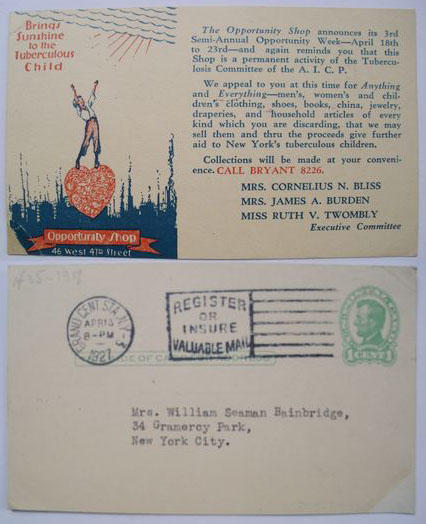 Brings
Sunshine
to the
Tuberculous
Child
Opportunity Shop
46 West 47th Street
The Opportunity Shop announces its 3rd
Semi-Annual Opportunity Week—April 18th
to 23rd—and again reminds you that this
Shop is a permanent activity of the Tubercu-
losis Committee of the A. I. C. P.
We appeal to you at this time for Anything
and Everything—men's, women's and chil-
dren's clothing, shoes, books, china, jewelry,
draperies, and household articles of every
kind which you are discarding, that we may
sell them and thru the proceeds give further
aid to New York's tuberculous children.
Collections will be made at your conveni-
ence. CALL BRYANT 8226.
MRS. CORNELIUS N. BLISS
MRS. JAMES A. BURDEN
MISS RUTH V. TWOMBLY
Executive Committee
GRAND CENT. STA. N.Y.
3
APR 13
8-PM
1927
REGISTER
OR
INSURE
VALUABLE MAIL
1 CENT 1
Mrs. William Seaman Bainbridge,
34 Gramercy Park,
New York City.